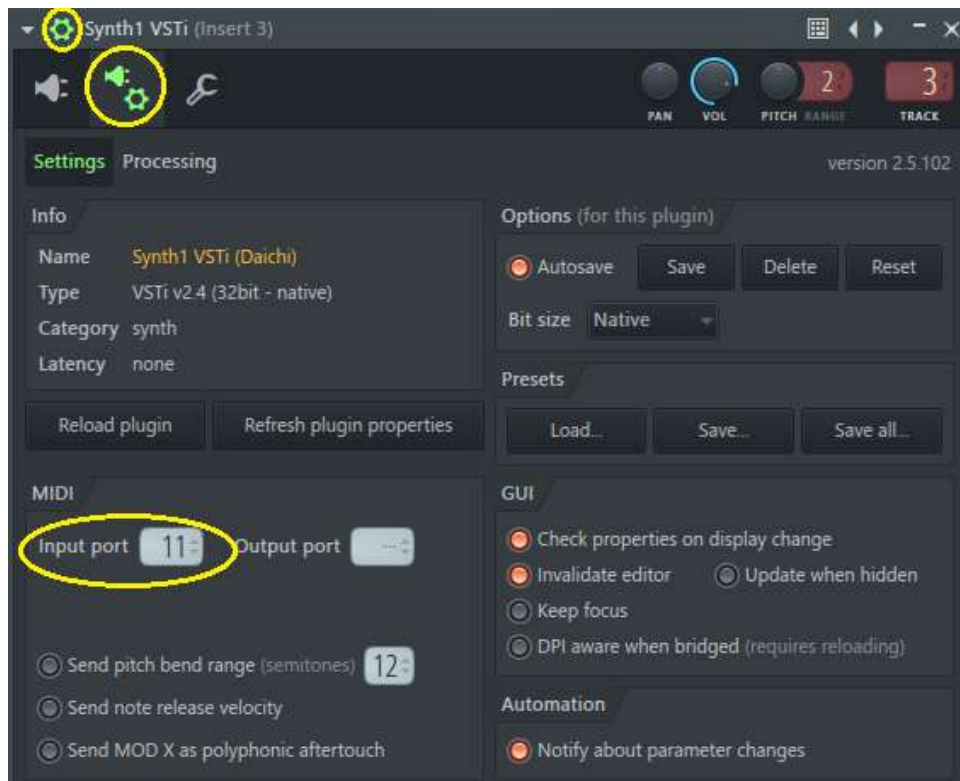 Synth1 VSTi (Insert 3)
2 3
PAN VOL PITCH RANGE TRACK
Settings Processing version 2.5.102
Info
Name Synth1 VSTi (Daichi)
Type VSTi v2.4 (32bit - native)
Category synth
Latency none
Reload plugin Refresh plugin properties
MIDI
Input port 11 Output port ---
Send pitch bend range (semitones) 12
Send note release velocity
Send MOD X as polyphonic aftertouch
Options (for this plugin)
Autosave Save Delete Reset
Bit size Native
Presets
Load... Save... Save all...
GUI
Check properties on display change
Invalidate editor Update when hidden
Keep focus
DPI aware when bridged (requires reloading)
Automation
Notify about parameter changes